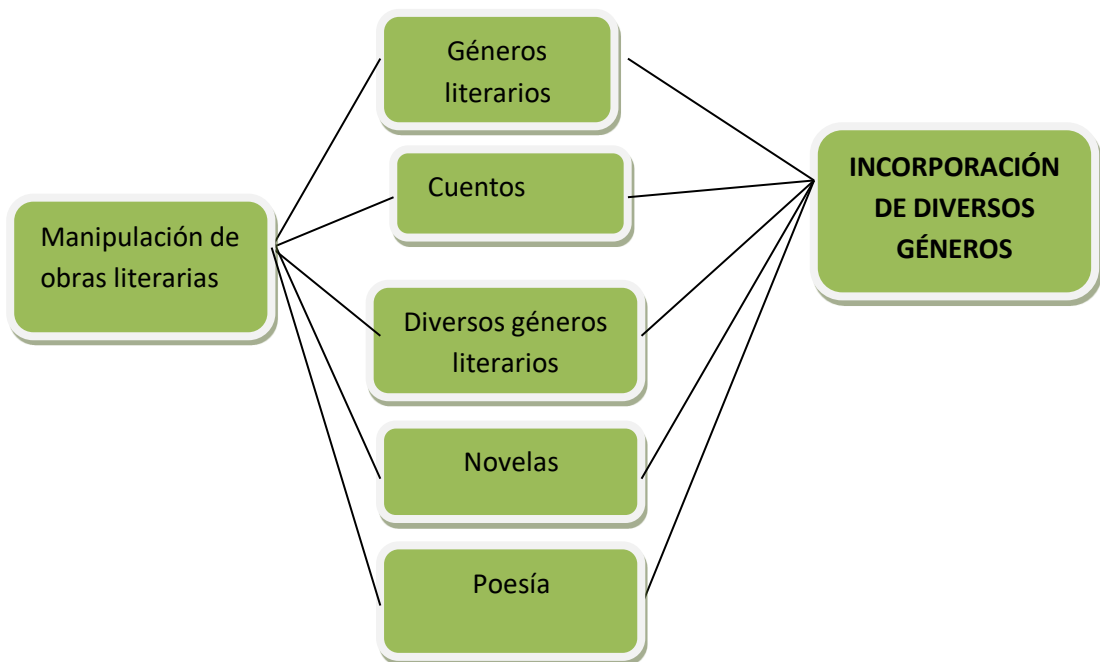 Manipulación de
obras literarias
Géneros
literarios
Cuentos
Diversos géneros
literarios
Novelas
Poesía
INCORPORACIÓN
DE DIVERSOS
GÉNEROS